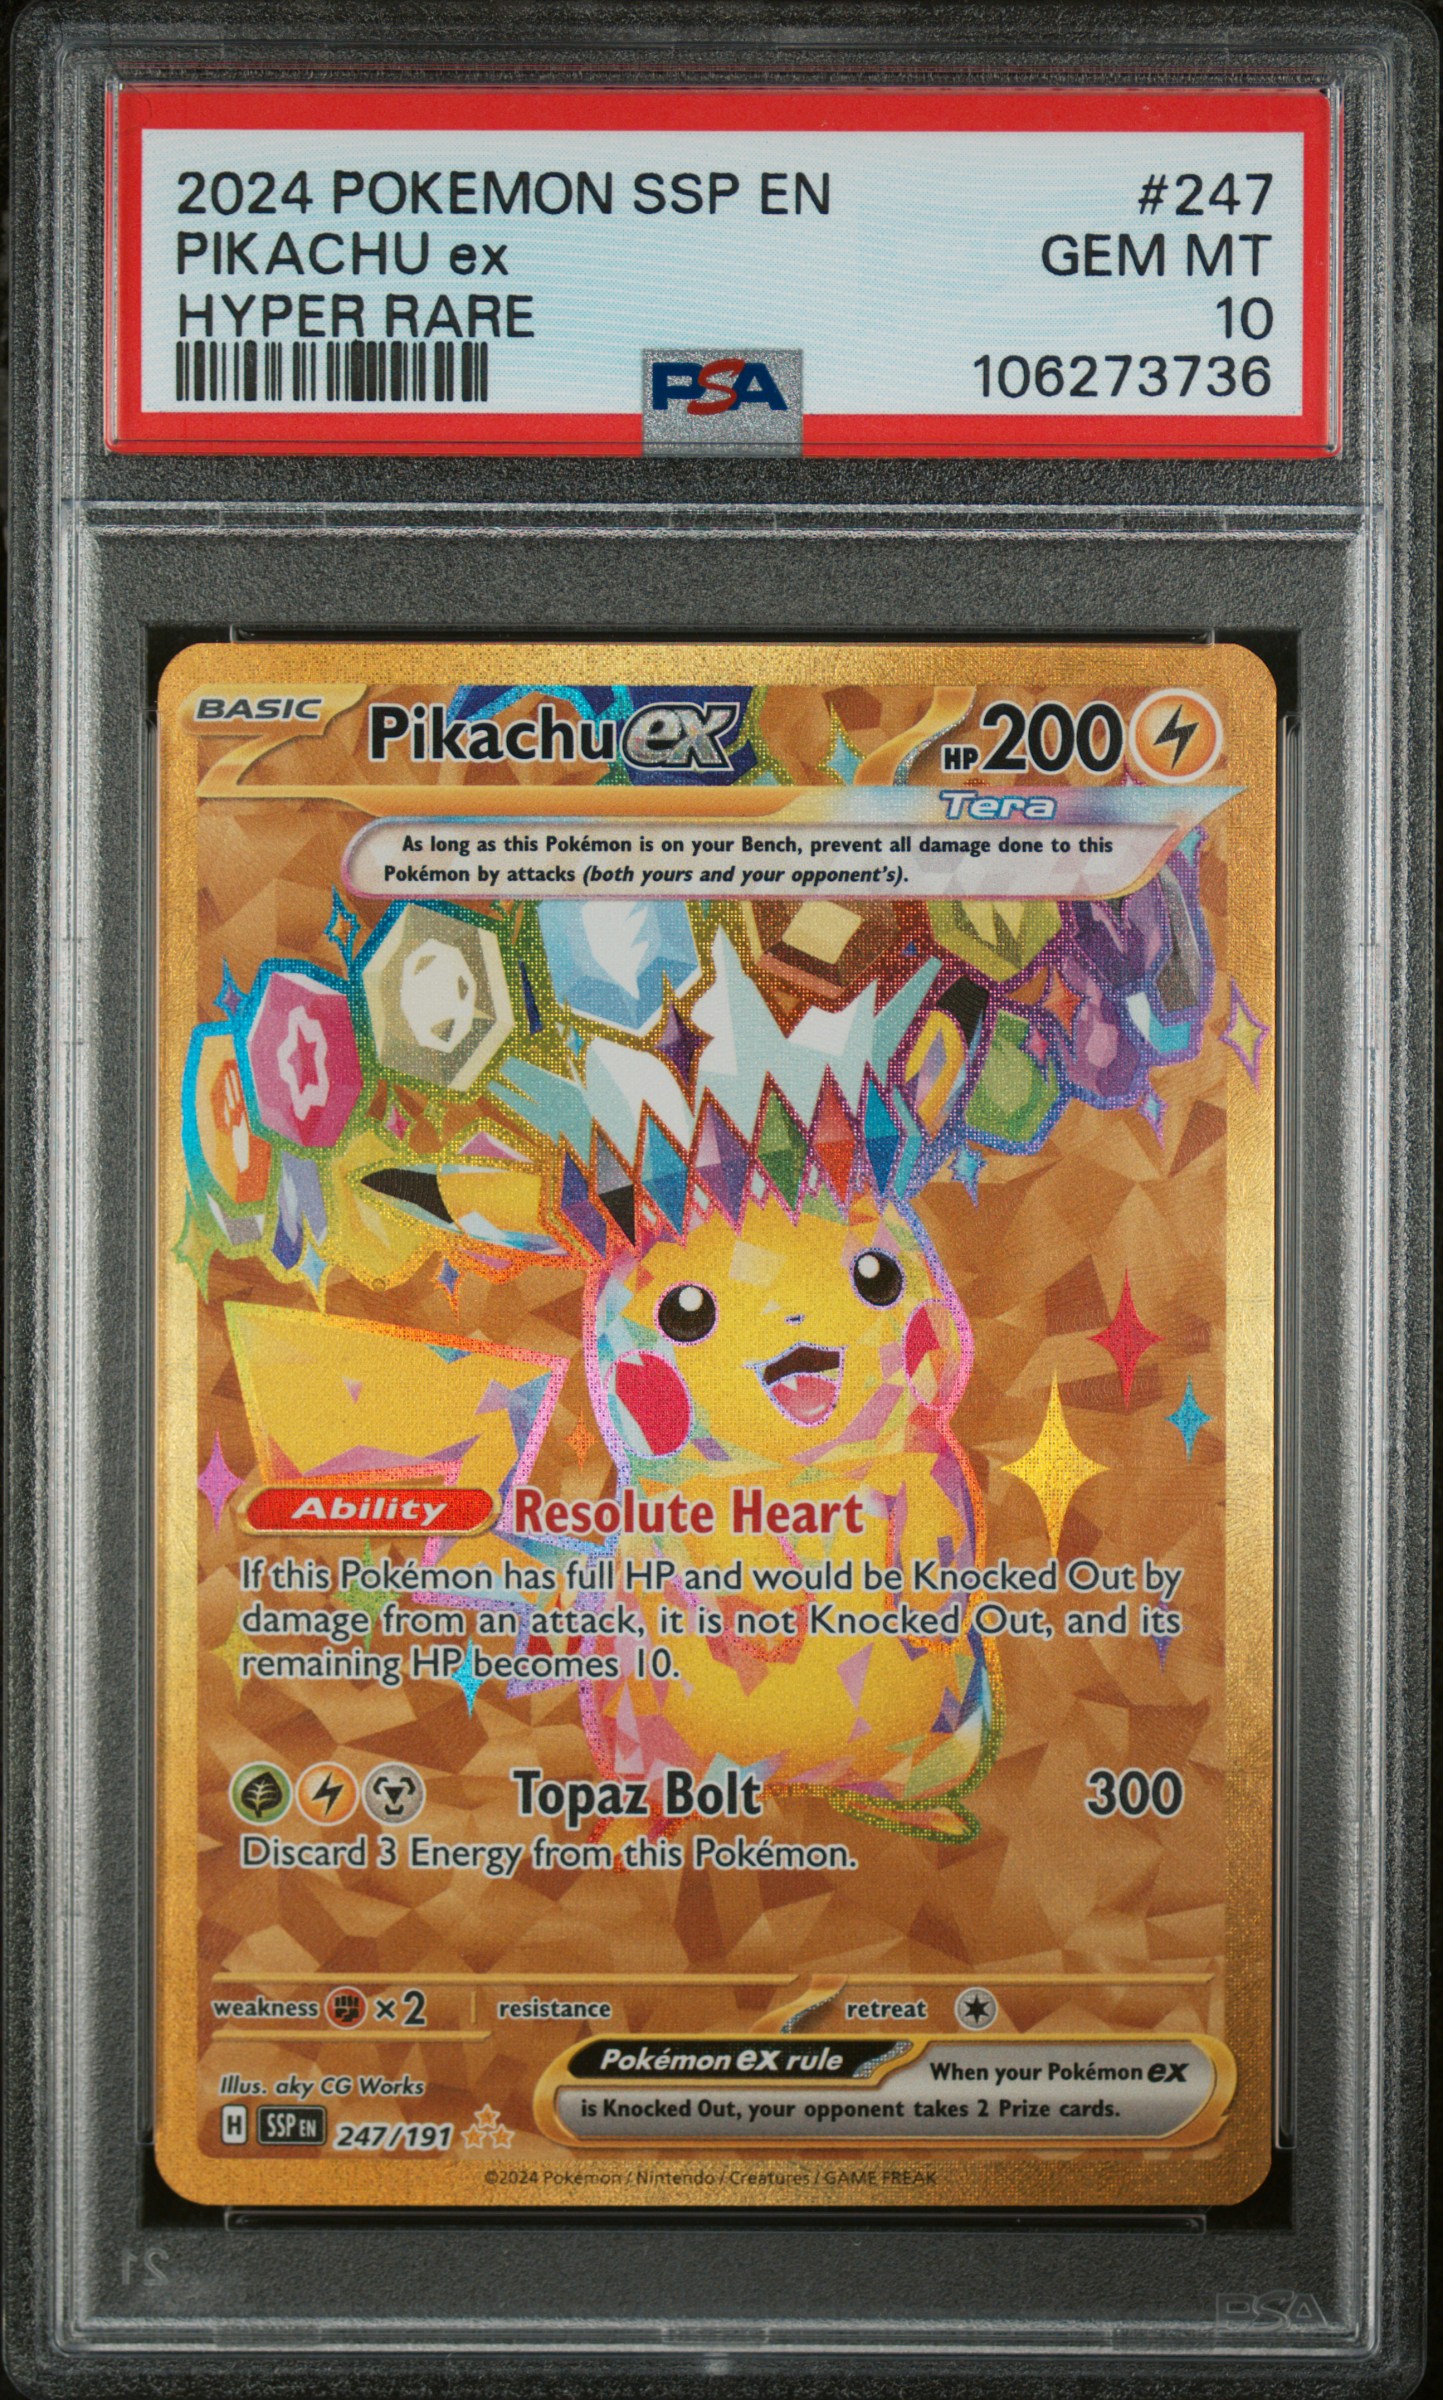 2024 POKEMON SSP EN #247
PIKACHU ex GEM MT
HYPER RARE 10
PSA 106273736
BASIC Pikachu ex HP 200
Tera
As long as this Pokémon is on your Bench, prevent all damage done to this
Pokémon by attacks (both yours and your opponent's).
Ability Resolute Heart
If this Pokémon has full HP and would be Knocked Out by
damage from an attack, it is not Knocked Out, and its
remaining HP becomes 10.
Topaz Bolt 300
Discard 3 Energy from this Pokémon.
weakness ×2 resistance retreat
Pokémon ex rule When your Pokémon ex
is Knocked Out, your opponent takes 2 Prize cards.
Illus. aky CG Works
H SSP EN 247/191
©2024 Pokémon / Nintendo / Creatures / GAME FREAK
21
PSA